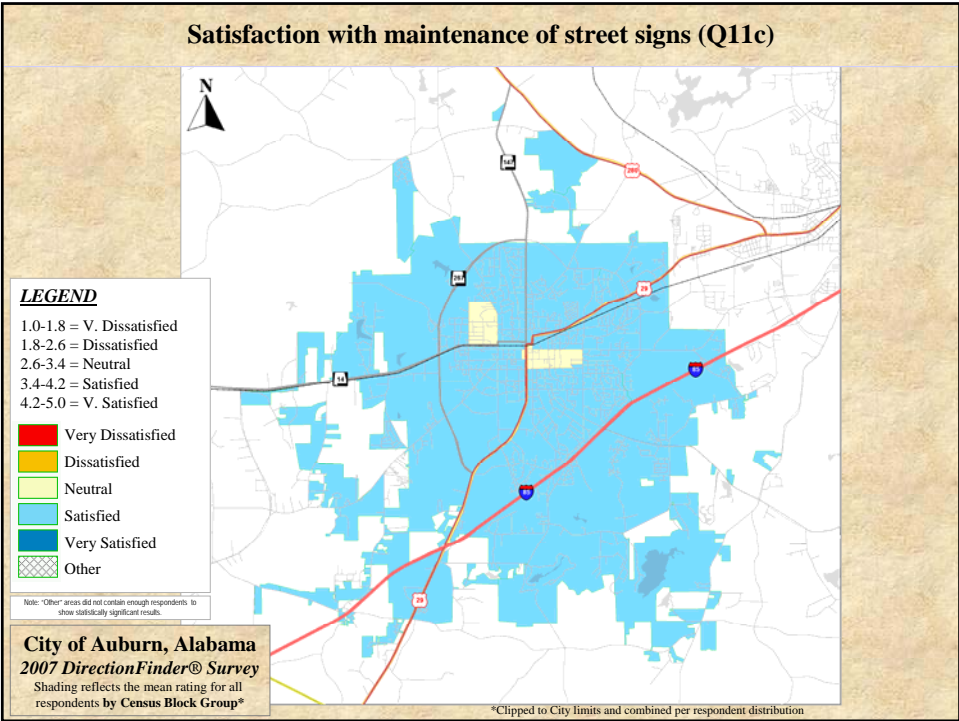 Satisfaction with maintenance of street signs (Q11c)
N
147
280
267
29
14
85
85
29
LEGEND
1.0-1.8 = V. Dissatisfied
1.8-2.6 = Dissatisfied
2.6-3.4 = Neutral
3.4-4.2 = Satisfied
4.2-5.0 = V. Satisfied
Very Dissatisfied
Dissatisfied
Neutral
Satisfied
Very Satisfied
Other
Note: "Other" areas did not contain enough respondents to
show statistically significant results.
City of Auburn, Alabama
2007 DirectionFinder® Survey
Shading reflects the mean rating for all
respondents by Census Block Group*
*Clipped to City limits and combined per respondent distribution